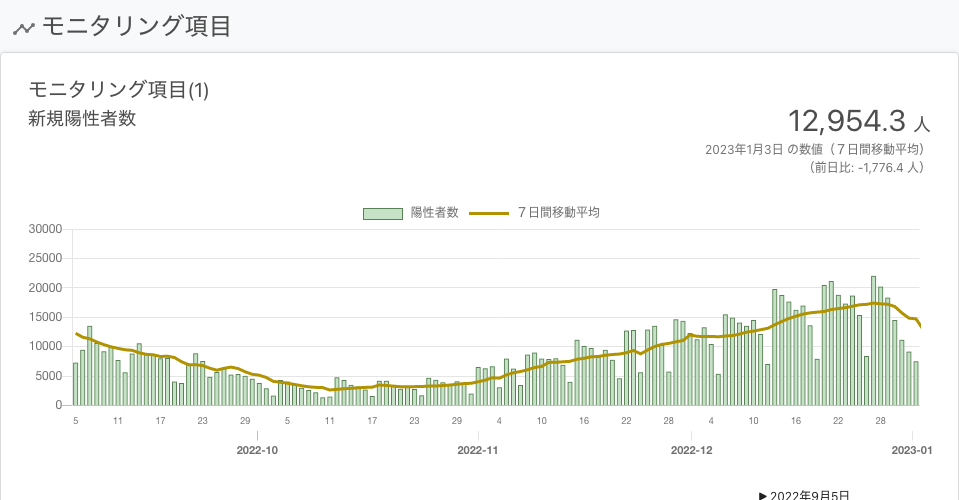 モニタリング項目
モニタリング項目(1)
新規陽性者数
12,954.3 人
2023年1月3日 の数値（７日間移動平均）
（前日比: -1,776.4 人）
陽性者数 ７日間移動平均
30000
25000
20000
15000
10000
5000
0
5 11 17 23 29 5 11 17 23 29 4 10 16 22 28 4 10 16 22 28
2022-10 2022-11 2022-12 2023-01
▶ 2022年9月5日